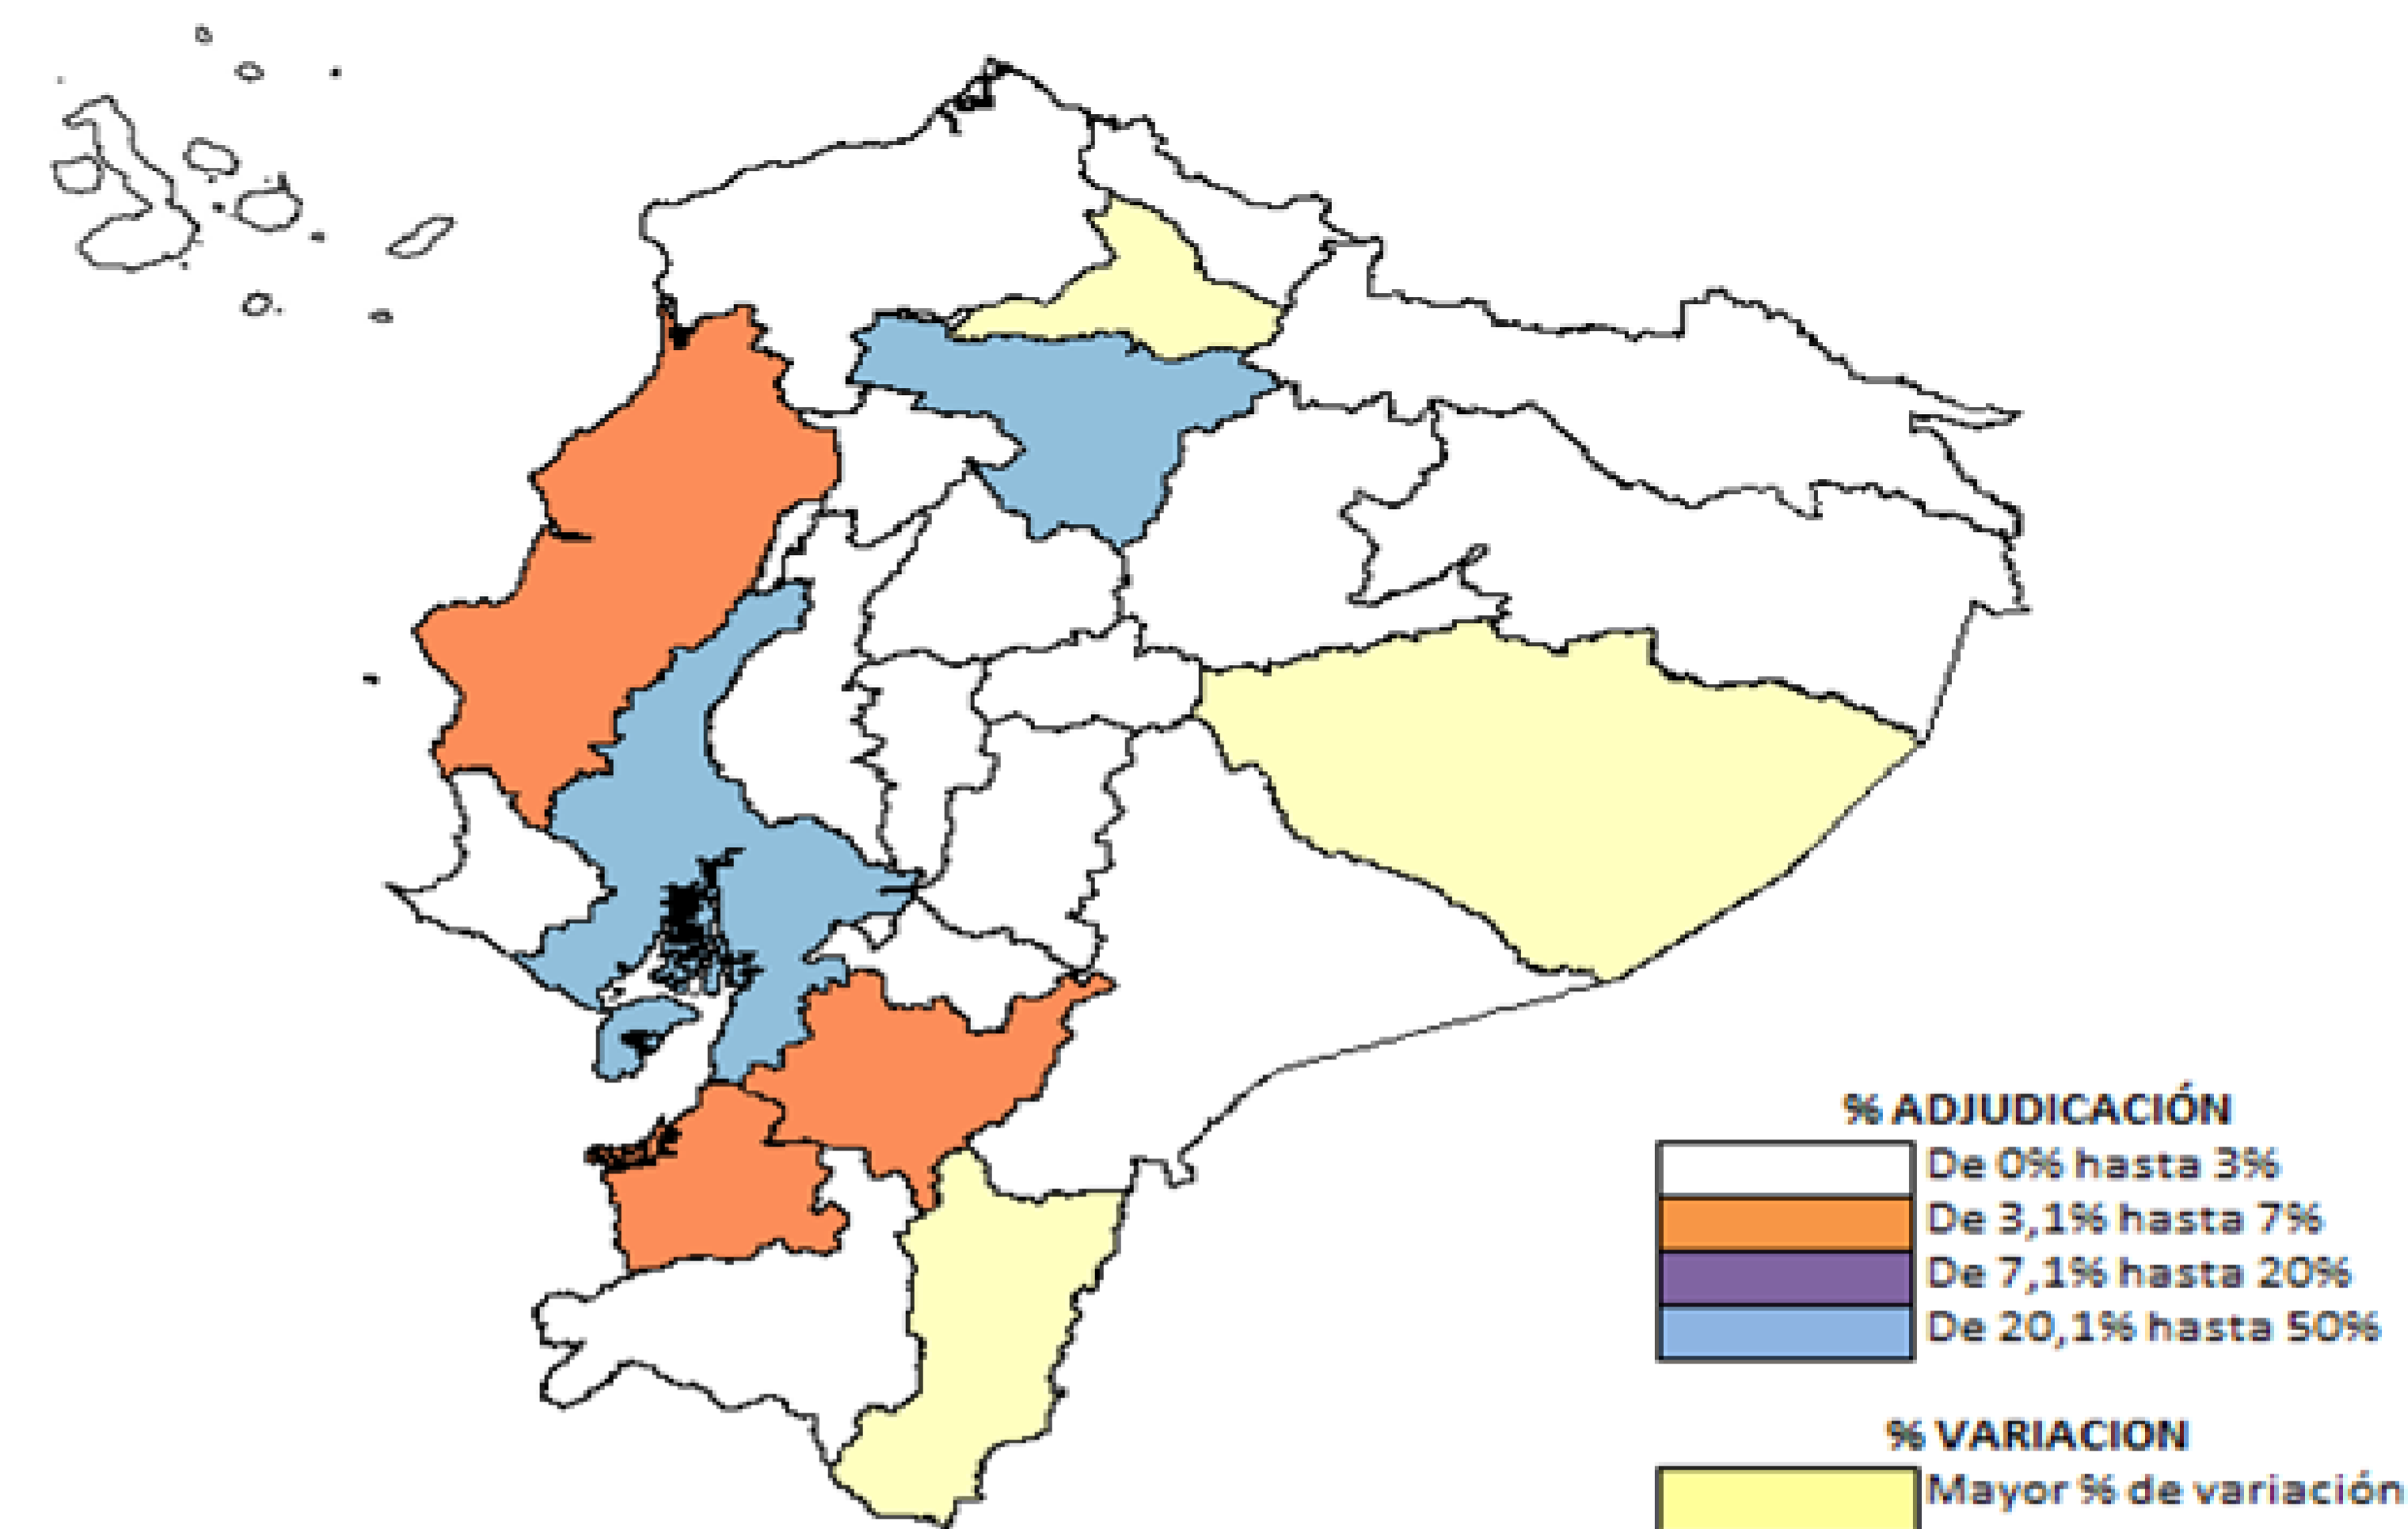 % ADJUDICACIÓN
De 0% hasta 3%
De 3,1% hasta 7%
De 7,1% hasta 20%
De 20,1% hasta 50%
% VARIACION
Mayor % de variación